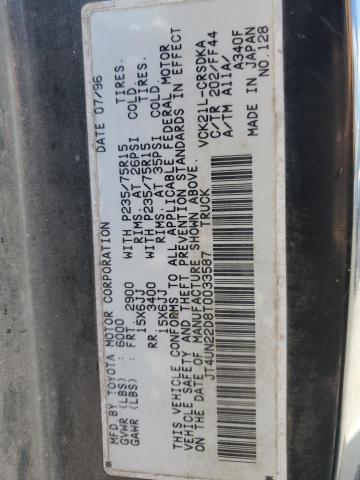 MFD BY TOYOTA MOTOR CORPORATION DATE 07/96
GVWR (LBS): 6000
GAWR (LBS): FRT. 2900 WITH P235/75R15 TIRES.
15X6JJ RIMS. AT 26PSI COLD.
RR. 3400 WITH P235/75R15 TIRES.
15X6JJ RIMS. AT 35PSI COLD.
THIS VEHICLE CONFORMS TO ALL APPLICABLE FEDERAL MOTOR
VEHICLE SAFETY AND THEFT PREVENTION STANDARDS IN EFFECT
ON THE DATE OF MANUFACTURE SHOWN ABOVE.
JT4UN22D8T0033587 TRUCK
VCK21L-CRSDKA
C/TR 202/FF44
A/TM A11A/ A340F
MADE IN JAPAN
NO.128